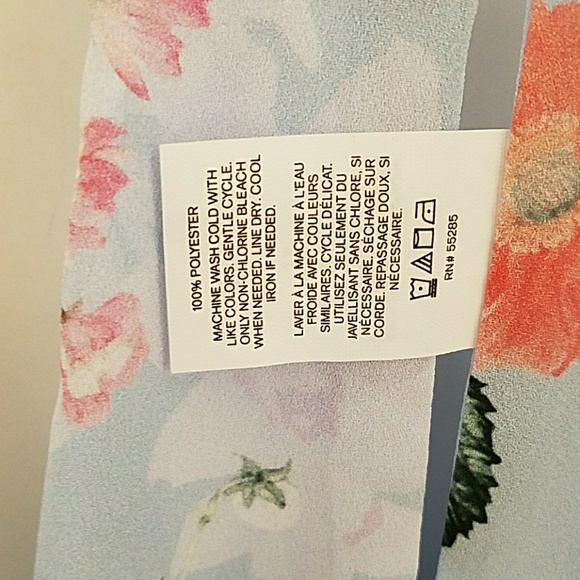 100% POLYESTER
MACHINE WASH COLD WITH
LIKE COLORS. GENTLE CYCLE.
ONLY NON-CHLORINE BLEACH
WHEN NEEDED. LINE DRY. COOL
IRON IF NEEDED.
LAVER À LA MACHINE À L'EAU
FROIDE AVEC COULEURS
SIMILAIRES, CYCLE DÉLICAT.
UTILISEZ SEULEMENT DU
JAVELLISANT SANS CHLORE, SI
NÉCESSAIRE. SÉCHAGE SUR
CORDE. REPASSAGE DOUX, SI
NÉCESSAIRE.
RN# 55285